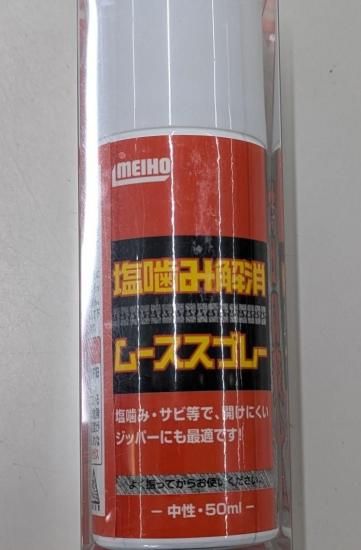 MEIHO
塩噛み解消
ムーススプレー
塩噛み・サビ等で、開けにくい
ジッパーにも最適です!
よく振ってからお使いください。
― 中性・50ml ―